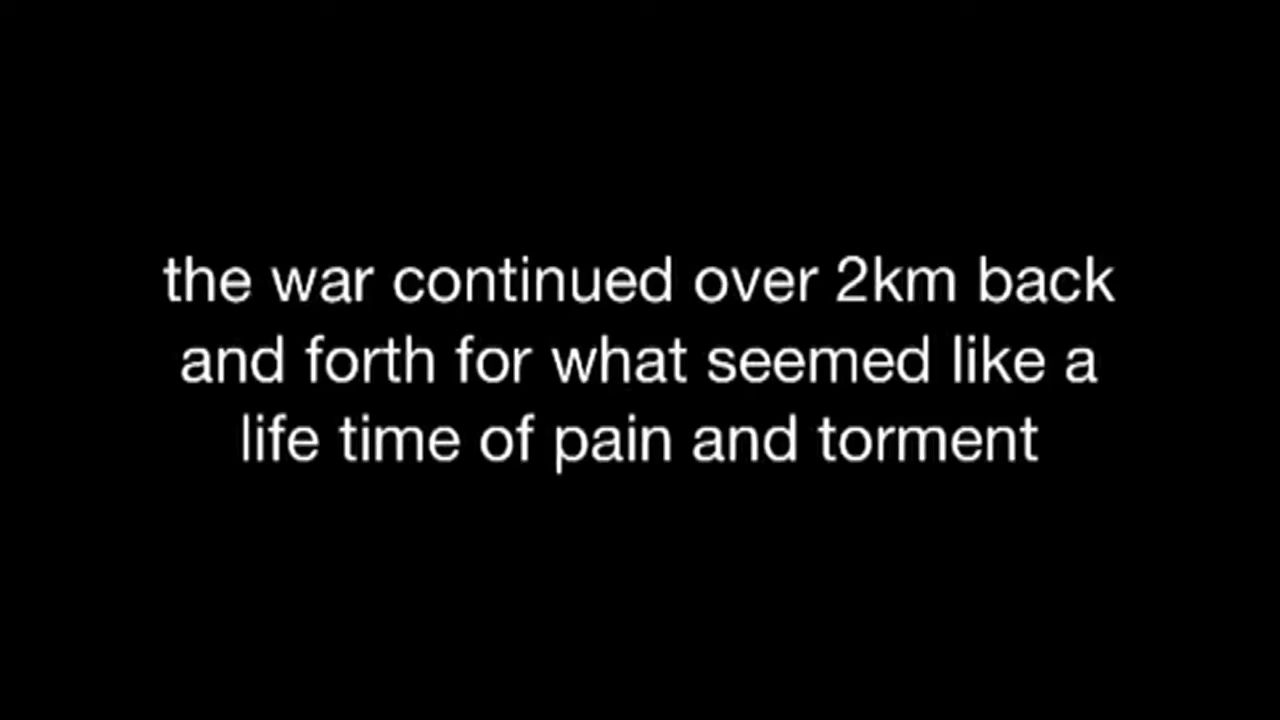 the war continued over 2km back
and forth for what seemed like a
life time of pain and torment